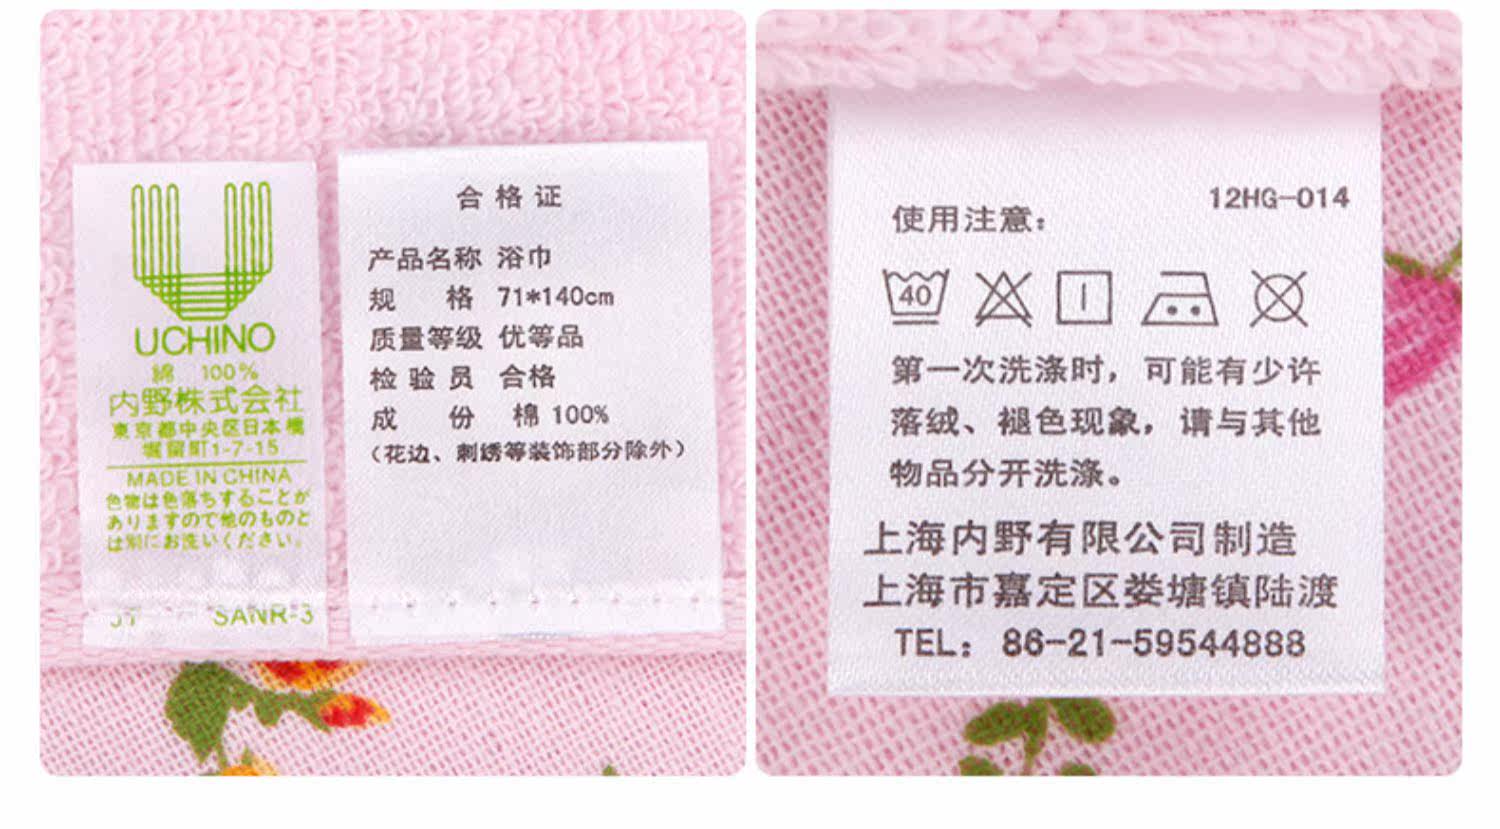 UCHINO
綿 100%
内野株式会社
東京都中央区日本橋
堀留町1-7-15
MADE IN CHINA
色物は色落ちすることが
ありますので他のものと
は別にお洗いください。
SANR-3
合格证
产品名称 浴巾
规 格 71*140cm
质量等级 优等品
检验员 合格
成 份 棉 100%
（花边、刺绣等装饰部分除外）
12HG-014
使用注意：
40
第一次洗涤时，可能有少许
落绒、褪色现象，请与其他
物品分开洗涤。
上海内野有限公司制造
上海市嘉定区娄塘镇陆渡
TEL：86-21-59544888